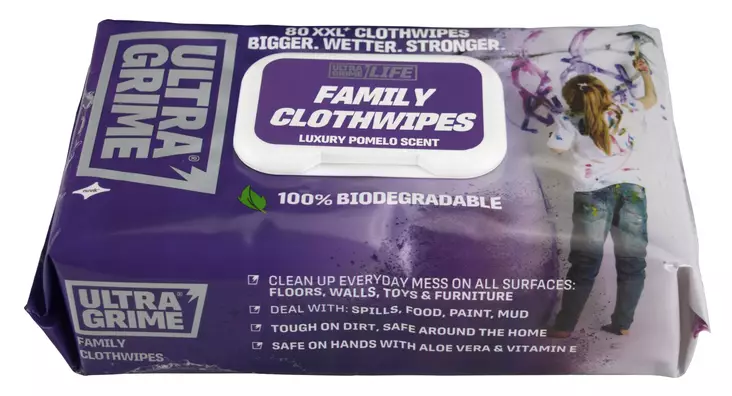 80 XXL+ CLOTHWIPES
BIGGER. WETTER. STRONGER.
ULTRA
GRIME®
ULTRA
GRIME
LIFE
FAMILY
CLOTHWIPES
LUXURY POMELO SCENT
100% BIODEGRADABLE
CLEAN UP EVERYDAY MESS ON ALL SURFACES:
FLOORS, WALLS, TOYS & FURNITURE
DEAL WITH: SPILLS, FOOD, PAINT, MUD
TOUGH ON DIRT, SAFE AROUND THE HOME
SAFE ON HANDS WITH ALOE VERA & VITAMIN E
ULTRA®
GRIME
FAMILY
CLOTHWIPES